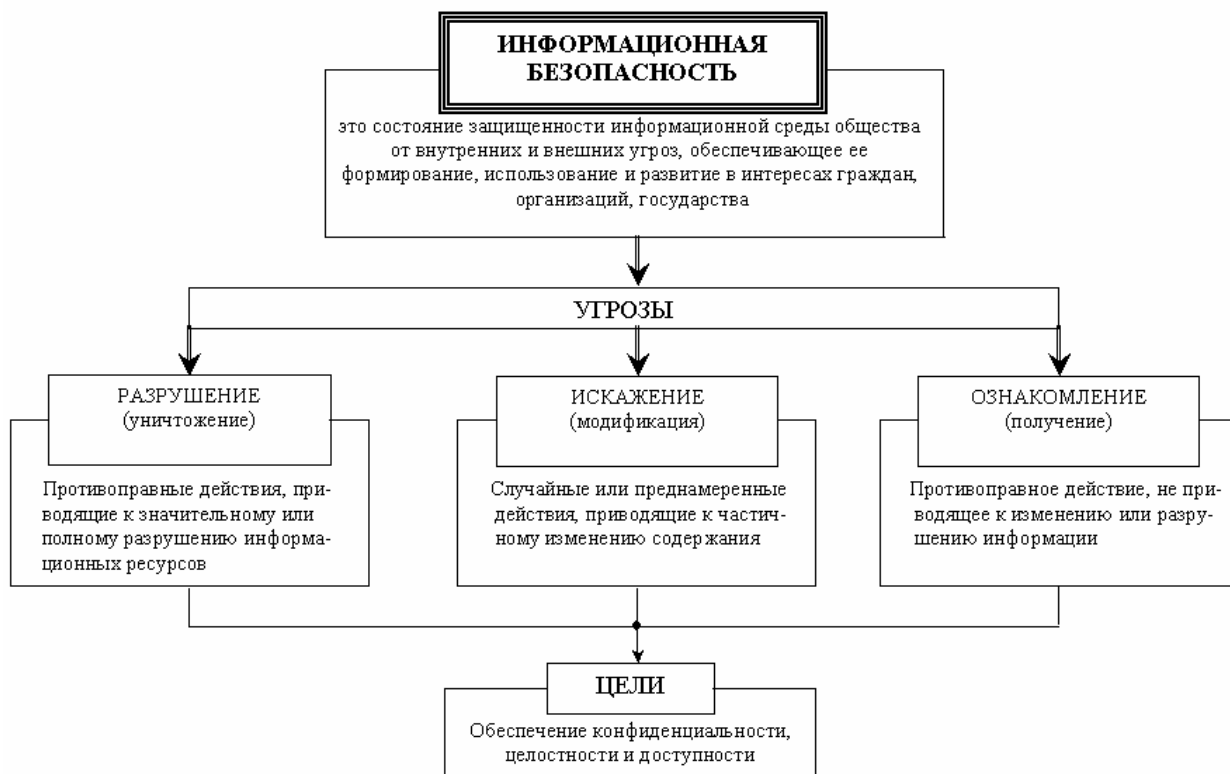 ИНФОРМАЦИОННАЯ
БЕЗОПАСНОСТЬ
это состояние защищенности информационной среды общества
от внутренних и внешних угроз, обеспечивающее ее
формирование, использование и развитие в интересах граждан,
организаций, государства
УГРОЗЫ
РАЗРУШЕНИЕ
(уничтожение)
Противоправные действия, при-
водящие к значительному или
полному разрушению информа-
ционных ресурсов
ИСКАЖЕНИЕ
(модификация)
Случайные или преднамеренные
действия, приводящие к частич-
ному изменению содержания
ОЗНАКОМЛЕНИЕ
(получение)
Противоправное действие, не при-
водящее к изменению или разру-
шению информации
ЦЕЛИ
Обеспечение конфиденциальности,
целостности и доступности